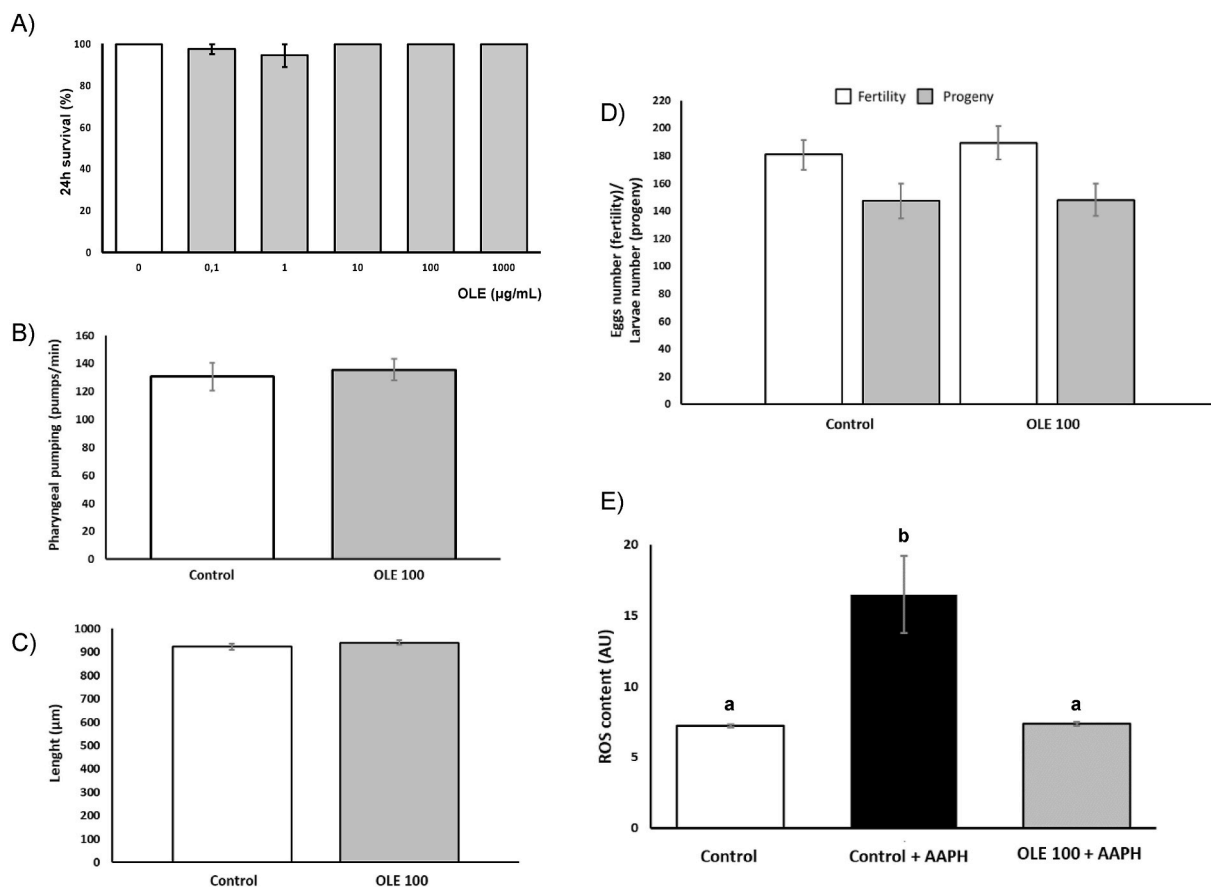 A)
24h survival (%)
100
80
60
40
20
0
0 0,1 1 10 100 1000
OLE (µg/mL)
B)
Pharyngeal pumping (pumps/min)
160
140
120
100
80
60
40
20
0
Control OLE 100
C)
Lenght (µm)
1000
900
800
700
600
500
400
300
200
100
0
Control OLE 100
D)
Fertility Progeny
Eggs number (fertility)/
Larvae number (progeny)
220
200
180
160
140
120
100
80
60
40
20
0
Control OLE 100
E)
ROS content (AU)
20
15
10
5
0
a
b
a
Control Control + AAPH OLE 100 + AAPH